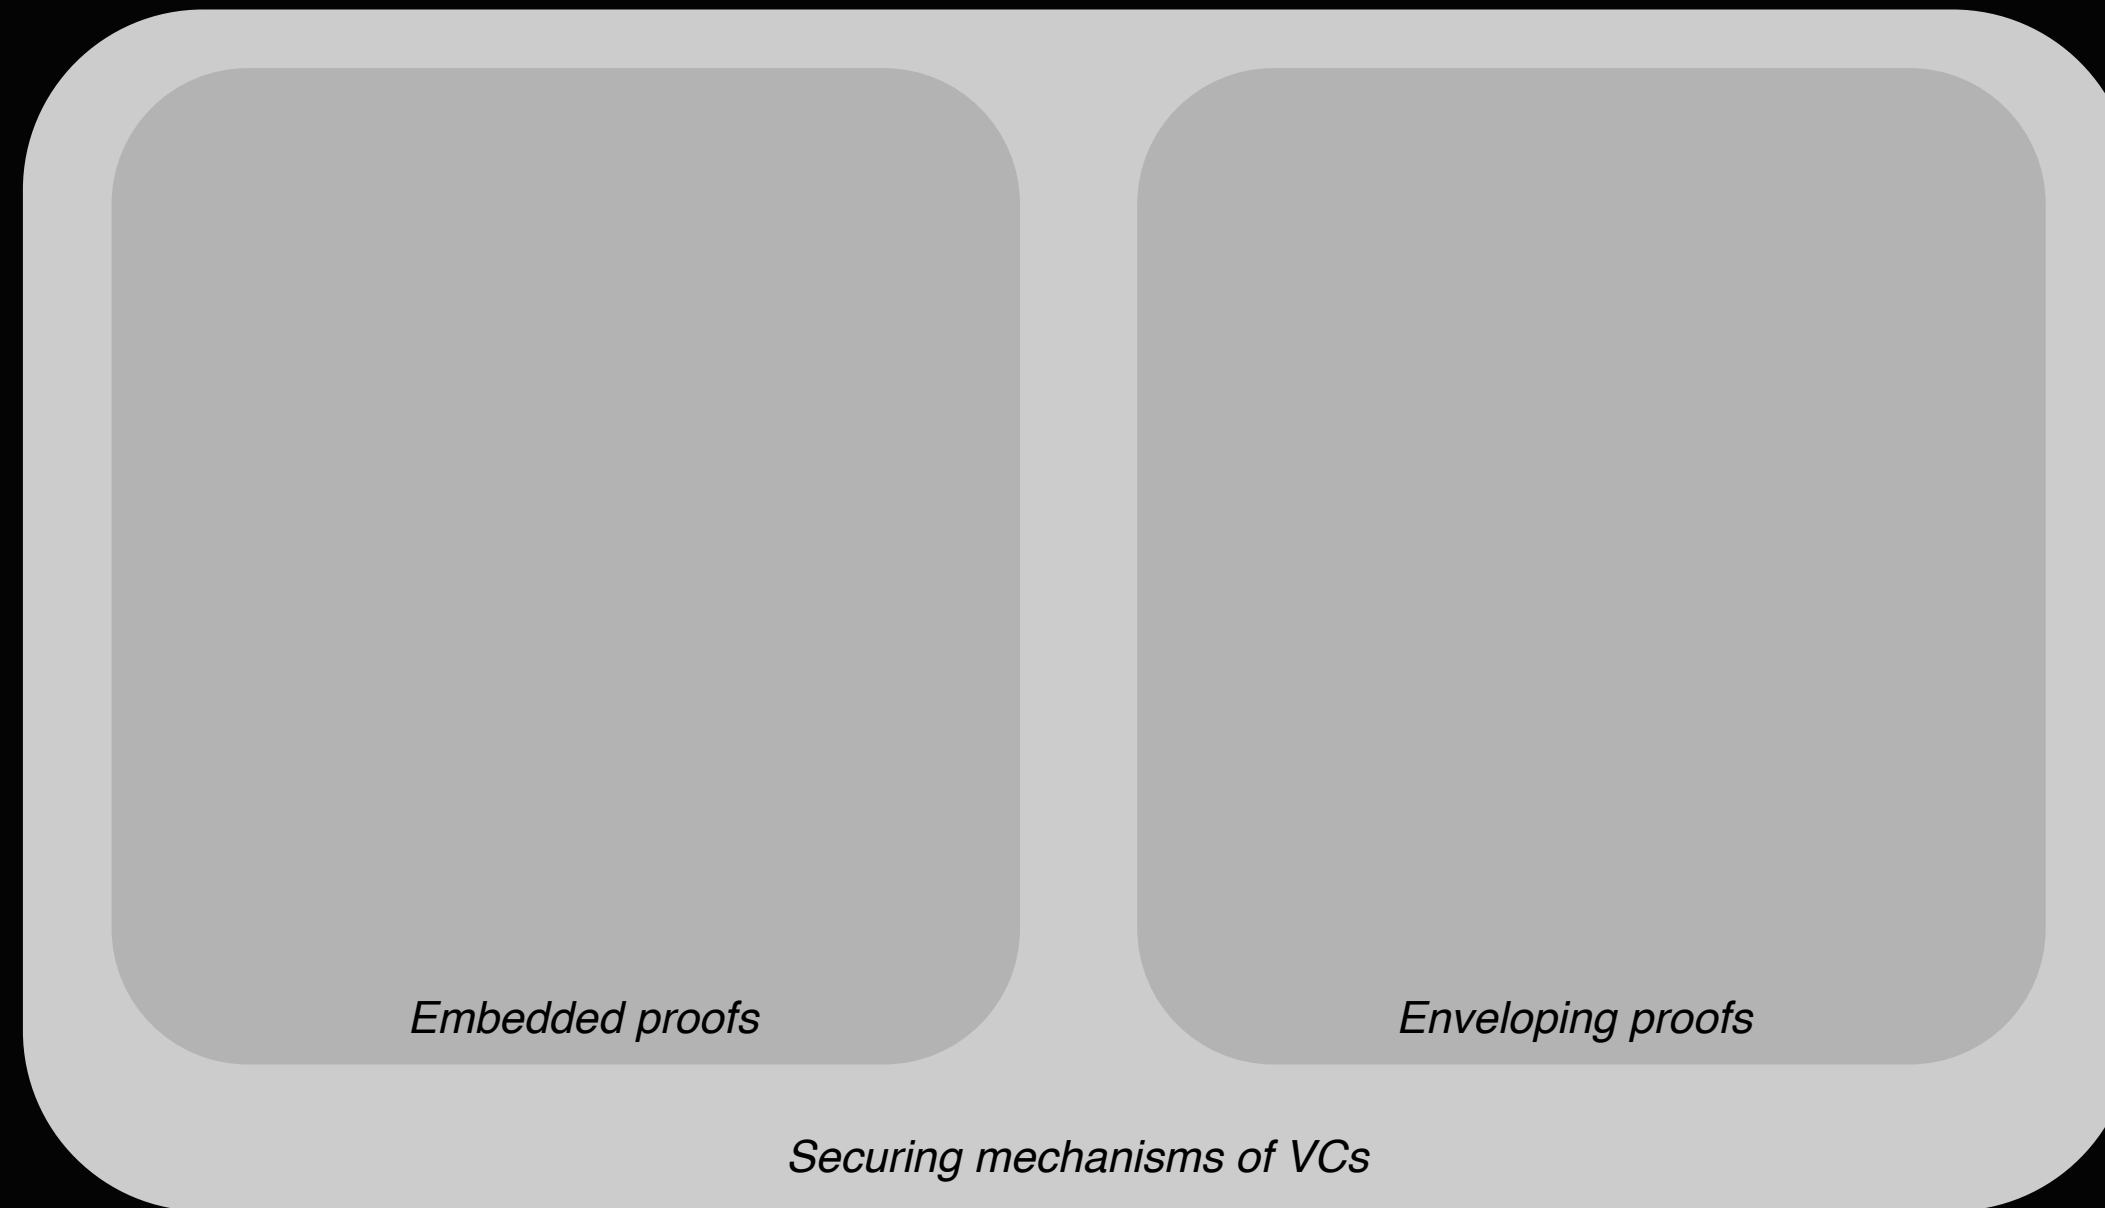 Embedded proofs
Enveloping proofs
Securing mechanisms of VCs